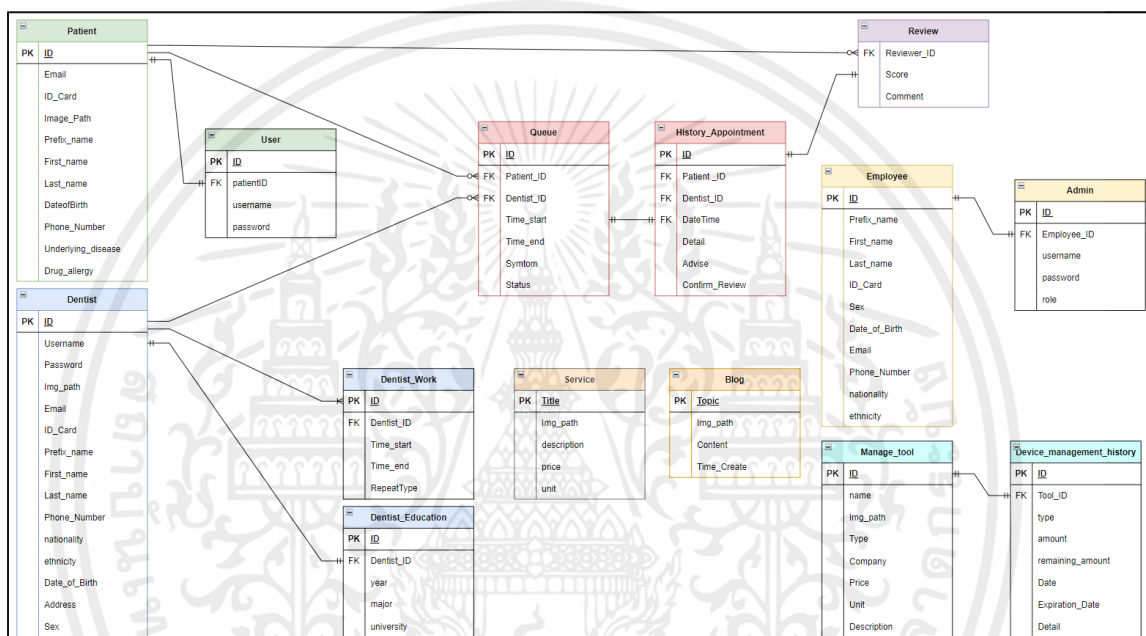 Patient
PK ID
Email
ID_Card
Image_Path
Prefix_name
First_name
Last_name
DateofBirth
Phone_Number
Underlying_disease
Drug_allergy
User
PK ID
FK patientID
username
password
Queue
PK ID
FK Patient_ID
FK Dentist_ID
Time_start
Time_end
Symtom
Status
History_Appointment
PK ID
FK Patient _ID
FK Dentist_ID
FK DateTime
Detail
Advise
Confirm_Review
Review
FK Reviewer_ID
Score
Comment
Employee
PK ID
Prefix_name
First_name
Last_name
ID_Card
Sex
Date_of_Birth
Email
Phone_Number
nationality
ethnicity
Admin
PK ID
FK Employee_ID
username
password
role
Dentist
PK ID
Username
Password
Img_path
Email
ID_Card
Prefix_name
First_name
Last_name
Phone_Number
nationality
ethnicity
Date_of_Birth
Address
Sex
Dentist_Work
PK ID
FK Dentist_ID
Time_start
Time_end
RepeatType
Service
PK Title
Img_path
description
price
unit
Blog
PK Topic
Img_path
Content
Time_Create
Dentist_Education
PK ID
FK Dentist_ID
year
major
university
Manage_tool
PK ID
name
Img_path
Type
Company
Price
Unit
Description
Device_management_history
PK ID
FK Tool_ID
type
amount
remaining_amount
Date
Expiration_Date
Detail